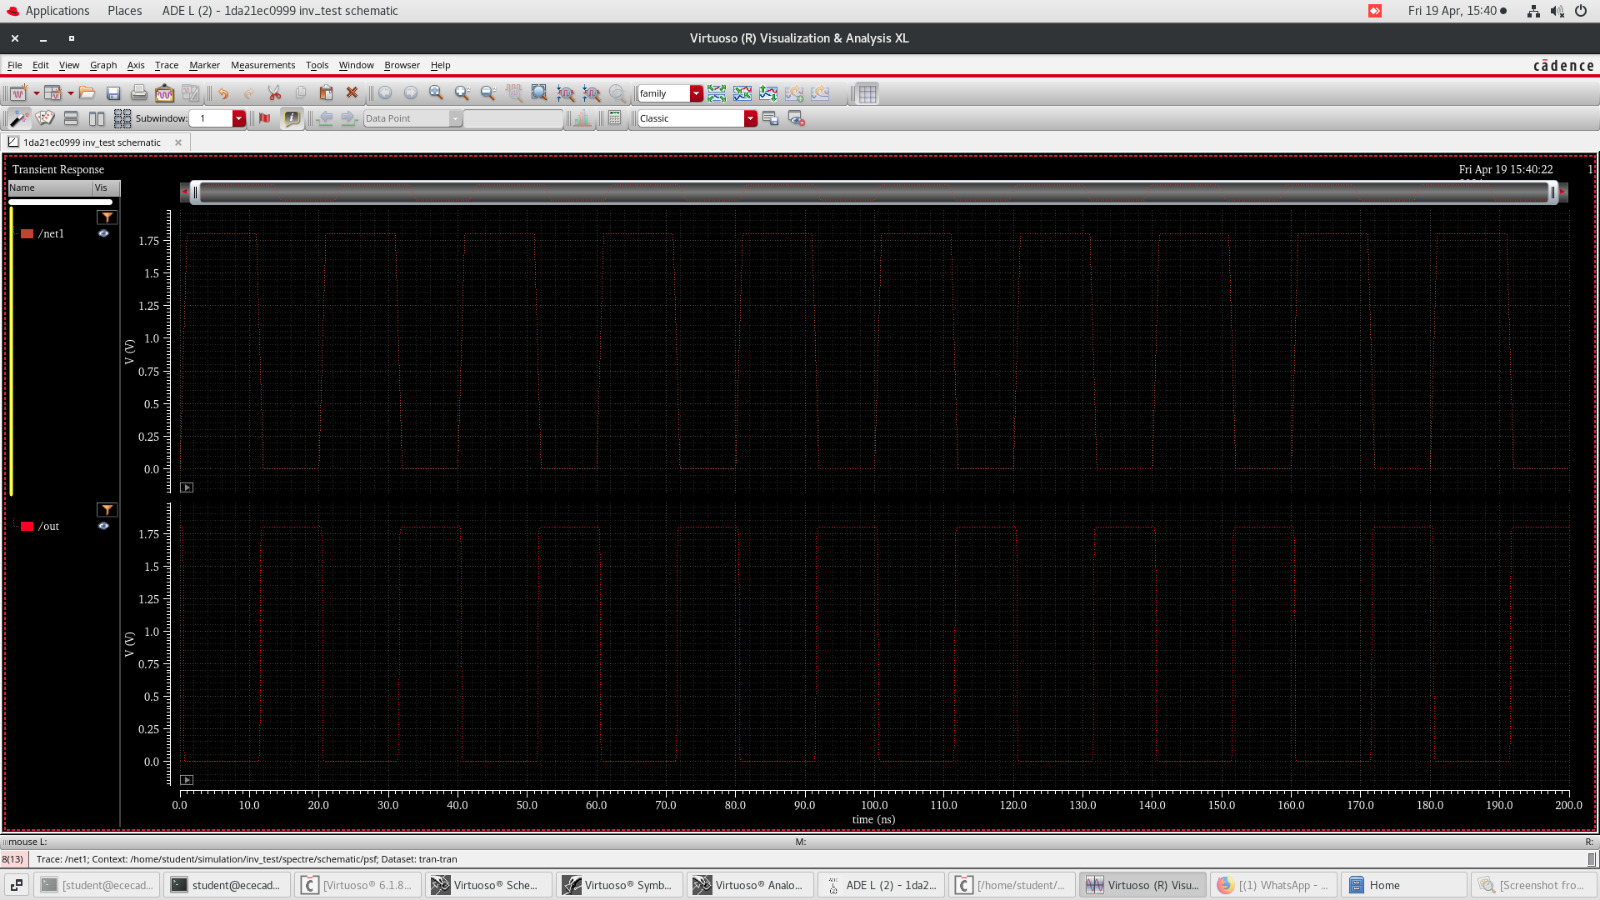 Applications Places ADE L (2) - 1da21ec0999 inv_test schematic Fri 19 Apr, 15:40
Virtuoso (R) Visualization & Analysis XL
File Edit View Graph Axis Trace Marker Measurements Tools Window Browser Help
cādence
family
Subwindow: 1 Data Point Classic
1da21ec0999 inv_test schematic
Transient Response Fri Apr 19 15:40:22 1
Name Vis
/net1
1.75
1.5
1.25
1.0
0.75
0.5
0.25
0.0
V (V)
/out
1.75
1.5
1.25
1.0
0.75
0.5
0.25
0.0
V (V)
0.0 10.0 20.0 30.0 40.0 50.0 60.0 70.0 80.0 90.0 100.0 110.0 120.0 130.0 140.0 150.0 160.0 170.0 180.0 190.0 200.0
time (ns)
mouse L: M: R:
8(13) Trace: /net1; Context: /home/student/simulation/inv_test/spectre/schematic/psf; Dataset: tran-tran
[student@ececad... student@ececad... [Virtuoso® 6.1.8... Virtuoso® Sche... Virtuoso® Symb... Virtuoso® Analo... ADE L (2) - 1da2... [/home/student/... Virtuoso (R) Visu... [(1) WhatsApp - ... Home [Screenshot fro...